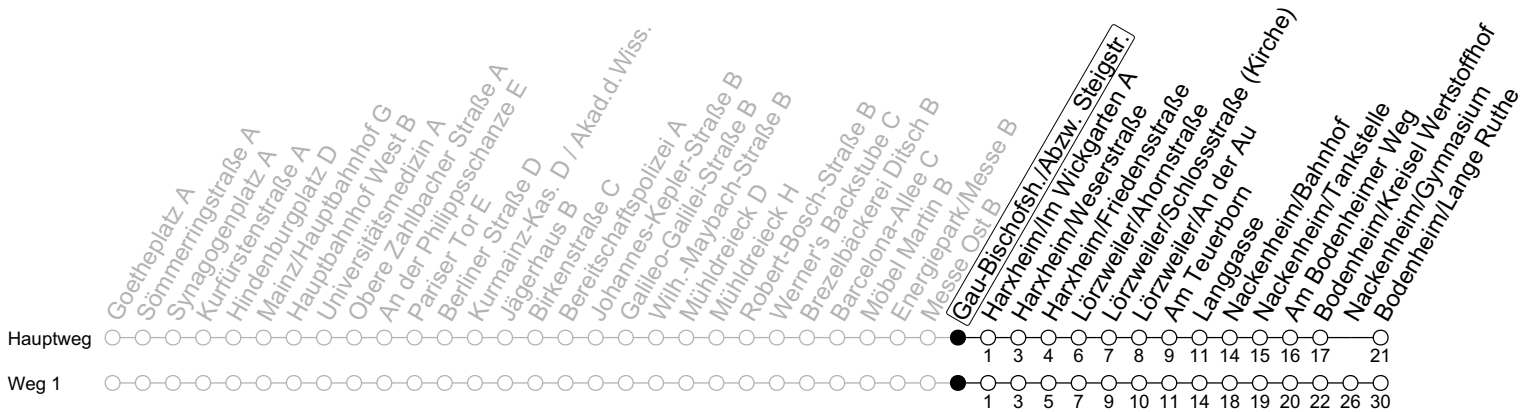 Goetheplatz A
Sömmerringstraße A
Synagogenplatz A
Kurfürstenstraße A
Hindenburgplatz D
Mainz/Hauptbahnhof G
Hauptbahnhof West B
Universitätsmedizin A
Obere Zahlbacher Straße A
An der Philippsschanze E
Pariser Tor E
Berliner Straße D
Kurmainz-Kas. D / Akad.d.Wiss.
Jägerhaus B
Birkenstraße C
Bereitschaftspolizei A
Johannes-Kepler-Straße B
Galileo-Galilei-Straße B
Wilh.-Maybach-Straße B
Mühldreieck D
Mühldreieck H
Robert-Bosch-Straße B
Werner's Backstube C
Brezelbäckerei Ditsch B
Barcelona-Allee C
Möbel Martin B
Energiepark/Messe B
Messe Ost B
Gau-Bischofsh./Abzw. Steigstr.
Harxheim/Im Wickgarten A
Harxheim/Weserstraße
Harxheim/Friedensstraße
Lörzweiler/Ahornstraße
Lörzweiler/Schlossstraße (Kirche)
Lörzweiler/An der Au
Am Teuerborn
Langgasse
Nackenheim/Bahnhof
Nackenheim/Tankstelle
Am Bodenheimer Weg
Bodenheim/Kreisel Wertstoffhof
Nackenheim/Gymnasium
Bodenheim/Lange Ruthe
Hauptweg
1 3 4 6 7 8 9 11 14 15 16 17 21
Weg 1
1 3 5 7 9 10 11 14 18 19 20 22 26 30